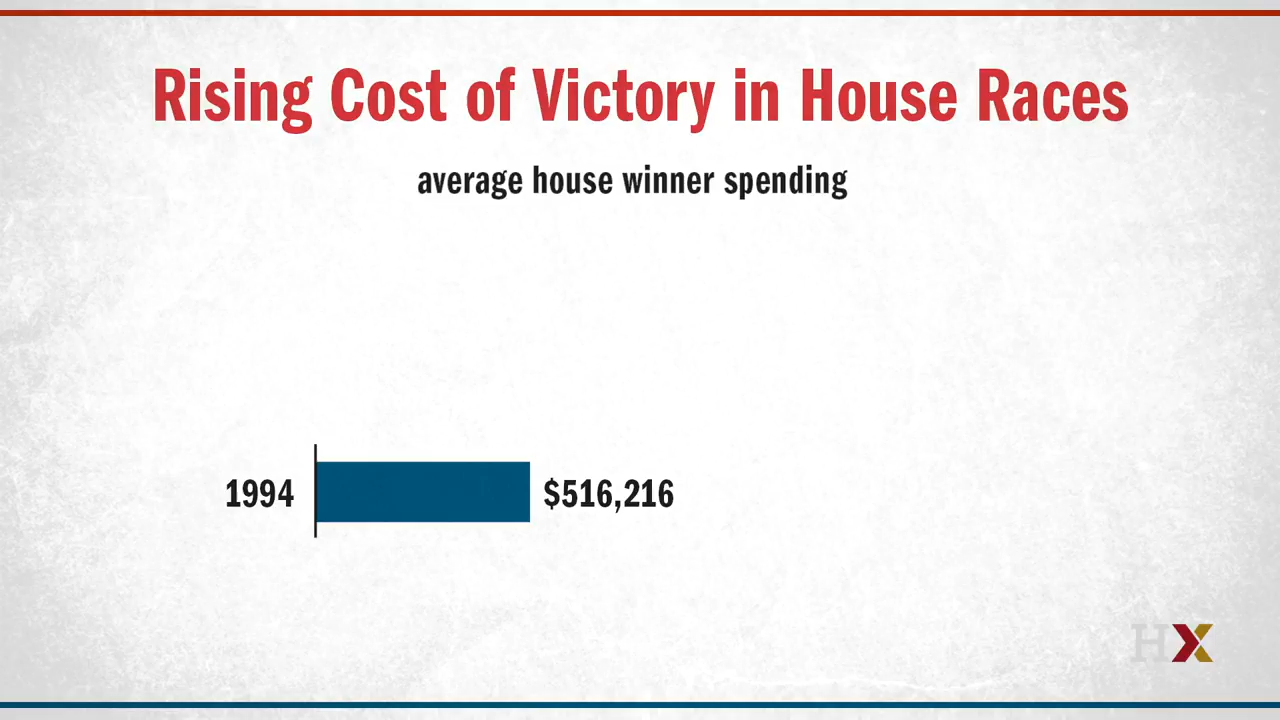 Rising Cost of Victory in House Races
average house winner spending
1994 $516,216
HX